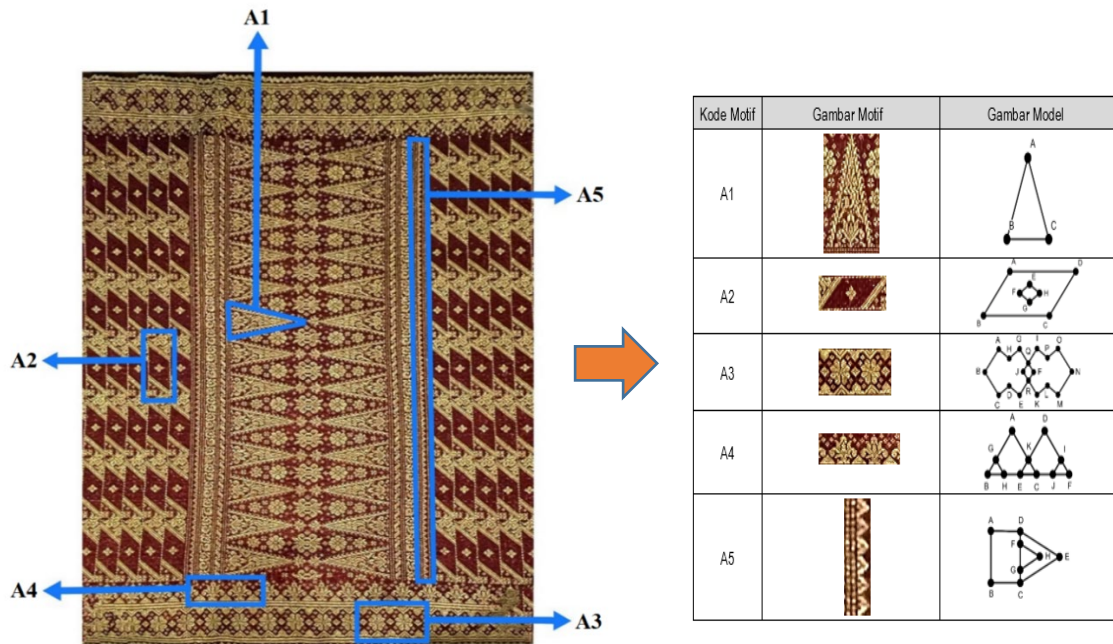 A1
A5
A2
A4
A3
Kode Motif Gambar Motif Gambar Model
A1
A
B C
A2
A D
E
F H
G
B C
A3
A G I O
H Q P
B J F N
D R L
C E K M
A4
A D
G K I
B H E C J F
A5
A D
F
H E
G
B C